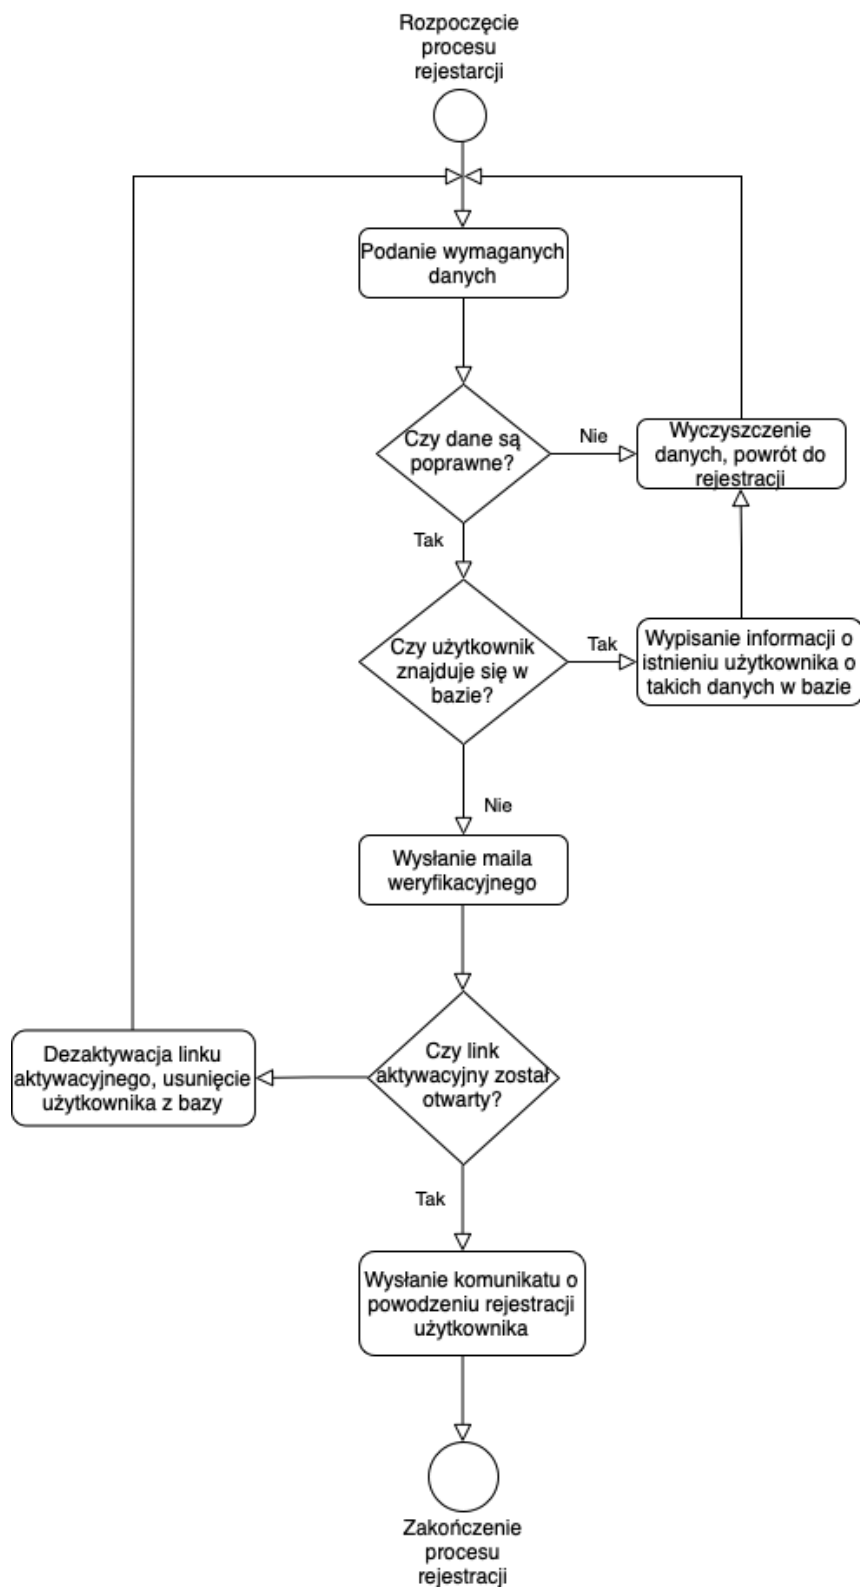 Rozpoczęcie
procesu
rejestarcji
Podanie wymaganych
danych
Czy dane są
poprawne?
Nie
Wyczyszczenie
danych, powrót do
rejestracji
Tak
Czy użytkownik
znajduje się w
bazie?
Tak
Wypisanie informacji o
istnieniu użytkownika o
takich danych w bazie
Nie
Wysłanie maila
weryfikacyjnego
Czy link
aktywacyjny został
otwarty?
Dezaktywacja linku
aktywacyjnego, usunięcie
użytkownika z bazy
Tak
Wysłanie komunikatu o
powodzeniu rejestracji
użytkownika
Zakończenie
procesu
rejestracji